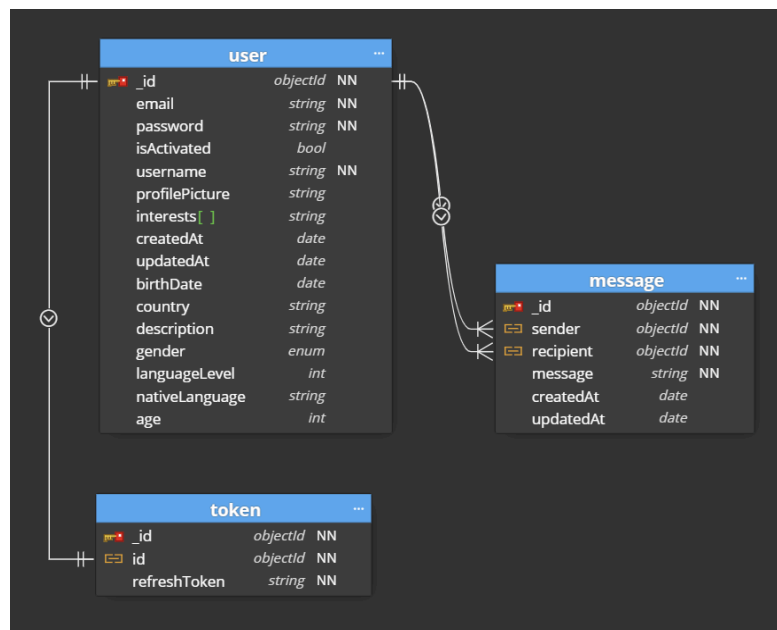 user ...
_id objectId NN
email string NN
password string NN
isActivated bool
username string NN
profilePicture string
interests[ ] string
createdAt date
updatedAt date
birthDate date
country string
description string
gender enum
languageLevel int
nativeLanguage string
age int
message ...
_id objectId NN
sender objectId NN
recipient objectId NN
message string NN
createdAt date
updatedAt date
token ...
_id objectId NN
id objectId NN
refreshToken string NN